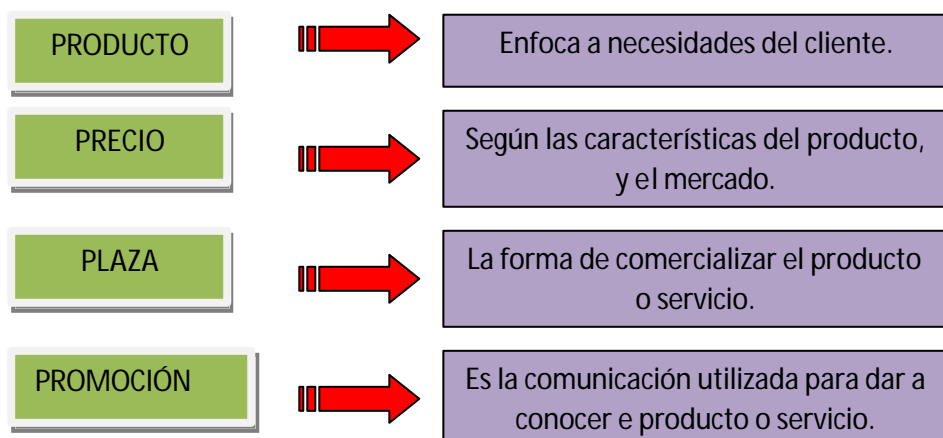 PRODUCTO
Enfoca a necesidades del cliente.
PRECIO
Según las características del producto,
y el mercado.
PLAZA
La forma de comercializar el producto
o servicio.
PROMOCIÓN
Es la comunicación utilizada para dar a
conocer e producto o servicio.